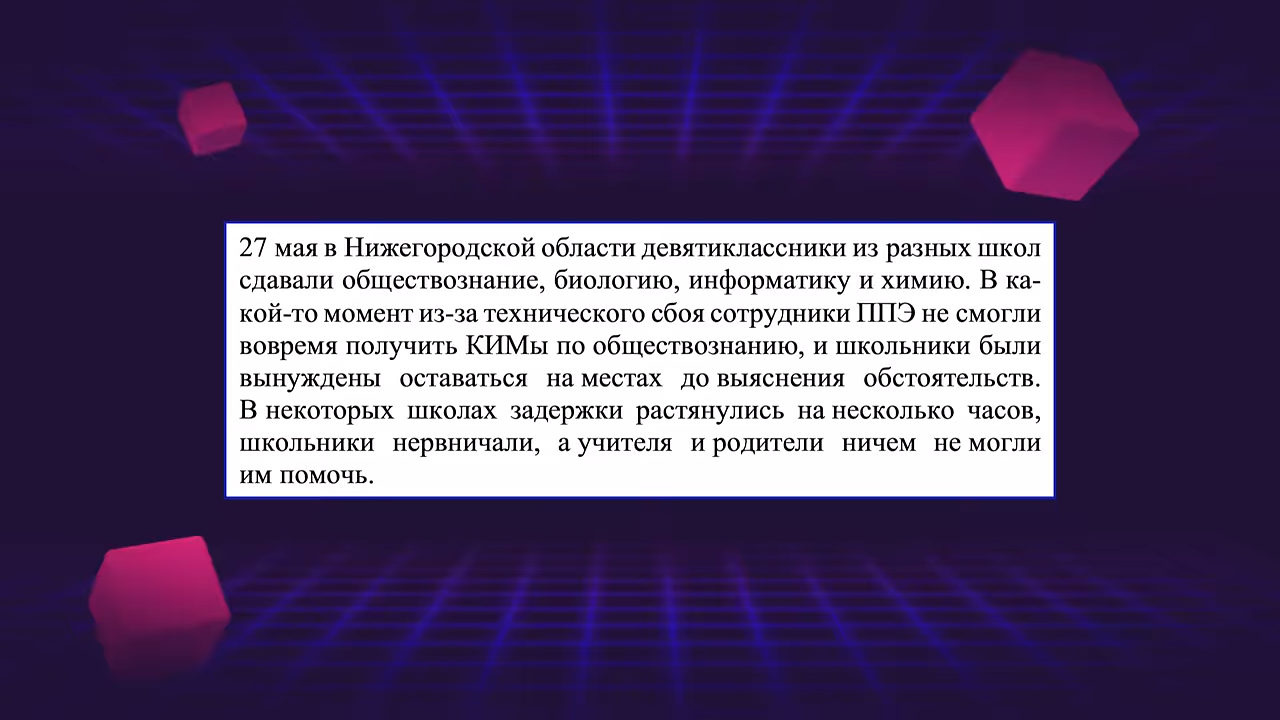 27 мая в Нижегородской области девятиклассники из разных школ
сдавали обществознание, биологию, информатику и химию. В ка-
кой-то момент из-за технического сбоя сотрудники ППЭ не смогли
вовремя получить КИМы по обществознанию, и школьники были
вынуждены оставаться на местах до выяснения обстоятельств.
В некоторых школах задержки растянулись на несколько часов,
школьники нервничали, а учителя и родители ничем не могли
им помочь.